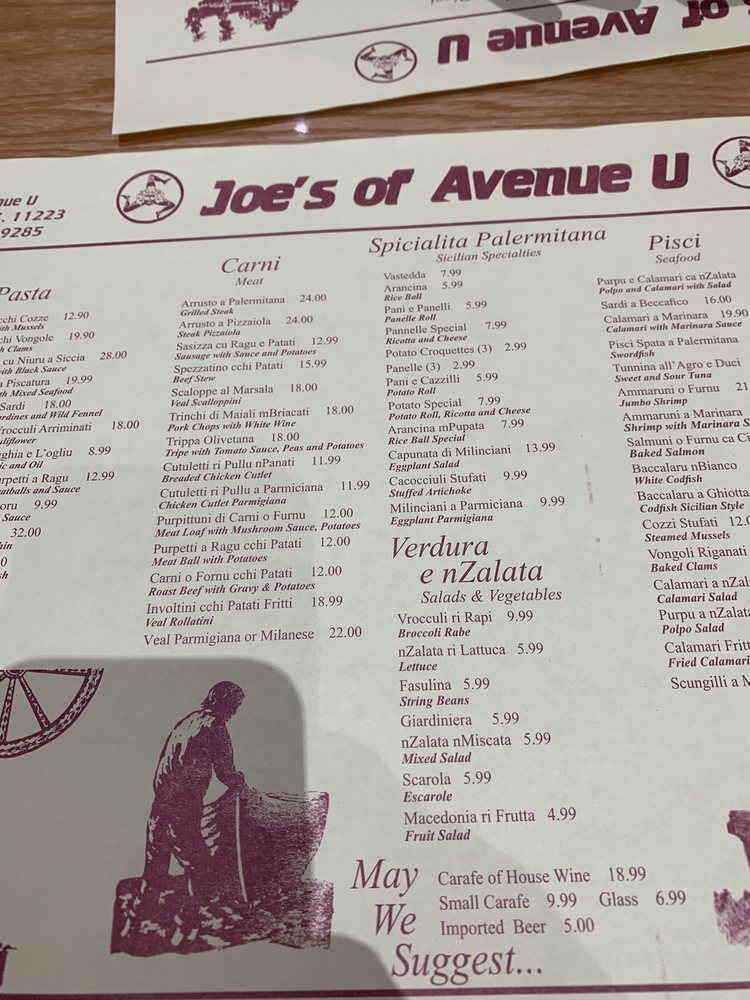 of Avenue U
Joe's of Avenue U
nue U
11223
9285
Pasta
cchi Cozze 12.90
ith Mussels
chi Vongole 19.90
h Clams
cu Niuru a Siccia 28.00
with Black Sauce
a Piscatura 19.99
th Mixed Seafood
Sardi 18.00
ardines and Wild Fennel
Vrocculi Arriminati 18.00
auliflower
ghia e L'ogliu 8.99
ic and Oil
urpetti a Ragu 12.99
eatballs and Sauce
oru 9.99
Sauce
32.00
hin
0
sh
Carni
Meat
Arrusto a Palermitana 24.00
Grilled Steak
Arrusto a Pizzaiola 24.00
Steak Pizzaiola
Sasizza cu Ragu e Patati 12.99
Sausage with Sauce and Potatoes
Spezzatino cchi Patati 15.99
Beef Stew
Scaloppe al Marsala 18.00
Veal Scalloppini
Trinchi di Maiali mBriacati 18.00
Pork Chops with White Wine
Trippa Olivetana 18.00
Tripe with Tomato Sauce, Peas and Potatoes
Cutuletti ri Pullu nPanati 11.99
Breaded Chicken Cutlet
Cutuletti ri Pullu a Parmiciana 11.99
Chicken Cutlet Parmigiana
Purpittuni di Carni o Furnu 12.00
Meat Loaf with Mushroom Sauce, Potatoes
Purpetti a Ragu cchi Patati 12.00
Meat Ball with Potatoes
Carni o Fornu cchi Patati 12.00
Roast Beef with Gravy & Potatoes
Involtini cchi Patati Fritti 18.99
Veal Rollatini
Veal Parmigiana or Milanese 22.00
Spicialita Palermitana
Sicilian Specialties
Vastedda 7.99
Arancina 5.99
Rice Ball
Pani e Panelli 5.99
Panelle Roll
Pannelle Special 7.99
Ricotta and Cheese
Potato Croquettes (3) 2.99
Panelle (3) 2.99
Pani e Cazzilli 5.99
Potato Roll
Potato Special 7.99
Potato Roll, Ricotta and Cheese
Arancina mPupata 7.99
Rice Ball Special
Capunata di Milinciani 13.99
Eggplant Salad
Cacocciuli Stufati 9.99
Stuffed Artichoke
Milinciani a Parmiciana 9.99
Eggplant Parmigiana
Verdura
e nZalata
Salads & Vegetables
Vrocculi ri Rapi 9.99
Broccoli Rabe
nZalata ri Lattuca 5.99
Lettuce
Fasulina 5.99
String Beans
Giardiniera 5.99
nZalata nMiscata 5.99
Mixed Salad
Scarola 5.99
Escarole
Macedonia ri Frutta 4.99
Fruit Salad
Pisci
Seafood
Purpu e Calamari ca nZalata
Polpo and Calamari with Salad
Sardi a Beccafico 16.00
Calamari a Marinara 19.90
Calamari with Marinara Sauce
Pisci Spata a Palermitana
Swordfish
Tunnina all' Agro e Duci
Sweet and Sour Tuna
Ammaruni o Furnu 21
Jumbo Shrimp
Ammaruni a Marinara
Shrimp with Marinara S
Salmuni o Furnu ca Ci
Baked Salmon
Baccalaru nBianco
White Codfish
Baccalaru a Ghiotta
Codfish Sicilian Style
Cozzi Stufati 12.0
Steamed Mussels
Vongoli Riganati
Baked Clams
Calamari a nZala
Calamari Salad
Purpu a nZalata
Polpo Salad
Calamari Fritt
Fried Calamari
Scungilli a M
May We Suggest...
Carafe of House Wine 18.99
Small Carafe 9.99 Glass 6.99
Imported Beer 5.00